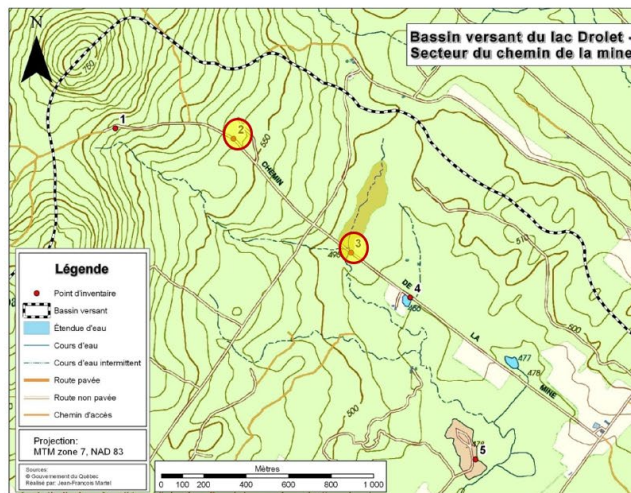 Bassin versant du lac Drolet -
Secteur du chemin de la mine
N
760
1
2
550
CHEMIN
3
510
DE
4
LA
500
477
478
MINE
500
5
Légende
Point d'inventaire
Bassin versant
Étendue d'eau
Cours d'eau
Cours d'eau intermittent
Route pavée
Route non pavée
Chemin d'accès
Projection:
MTM zone 7, NAD 83
Sources:
© Gouvernement du Québec
Réalisé par: Jean-François Martel
Mètres
0
200
400
600
800
1 000